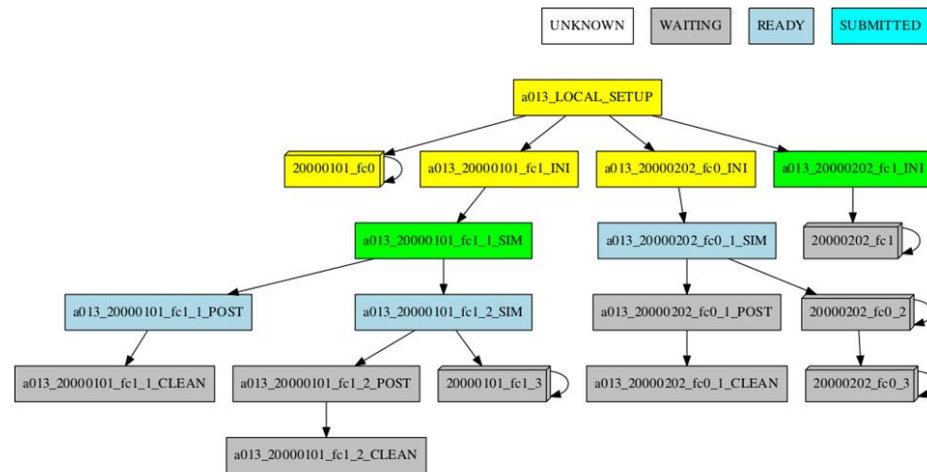 UNKNOWN WAITING READY SUBMITTED
a013_LOCAL_SETUP
20000101_fc0 a013_20000101_fc1_INI a013_20000202_fc0_INI a013_20000202_fc1_INI
a013_20000101_fc1_1_SIM a013_20000202_fc0_1_SIM 20000202_fc1
a013_20000101_fc1_1_POST a013_20000101_fc1_2_SIM a013_20000202_fc0_1_POST 20000202_fc0_2
a013_20000101_fc1_1_CLEAN a013_20000101_fc1_2_POST 20000101_fc1_3 a013_20000202_fc0_1_CLEAN 20000202_fc0_3
a013_20000101_fc1_2_CLEAN